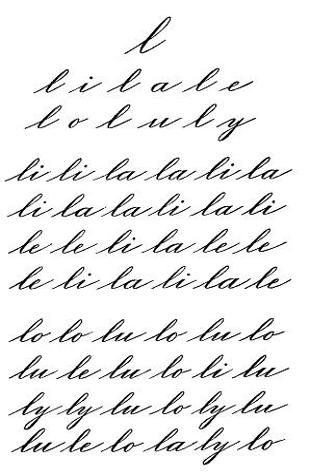 l
l i l a l e
l o l u l y
li li la la li la
li la la li la li
le le li la le le
le li la li la le
lo lo lu lo lu lo
lu le lu lo li lu
ly ly lu lo ly lu
lu le lo la ly lo